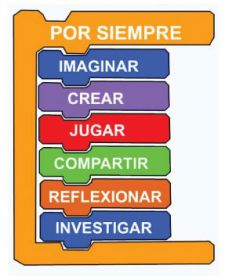 POR SIEMPRE
IMAGINAR
CREAR
JUGAR
COMPARTIR
REFLEXIONAR
INVESTIGAR